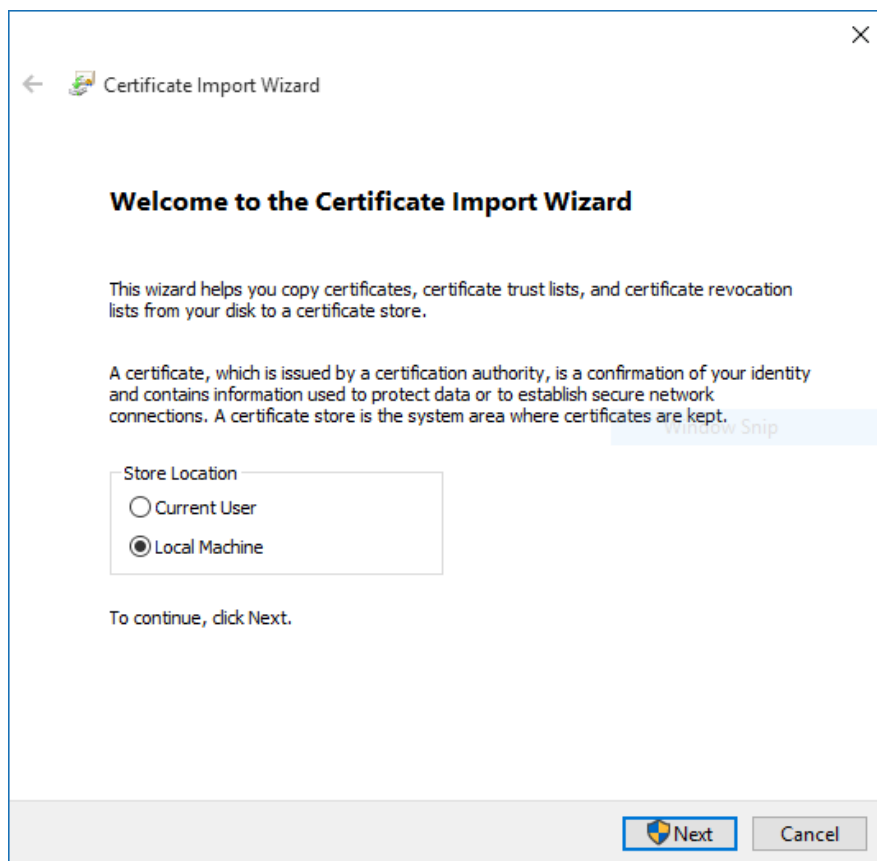 Certificate Import Wizard
Welcome to the Certificate Import Wizard
This wizard helps you copy certificates, certificate trust lists, and certificate revocation
lists from your disk to a certificate store.
A certificate, which is issued by a certification authority, is a confirmation of your identity
and contains information used to protect data or to establish secure network
connections. A certificate store is the system area where certificates are kept.
Window Snip
Store Location
Current User
Local Machine
To continue, click Next.
Next
Cancel